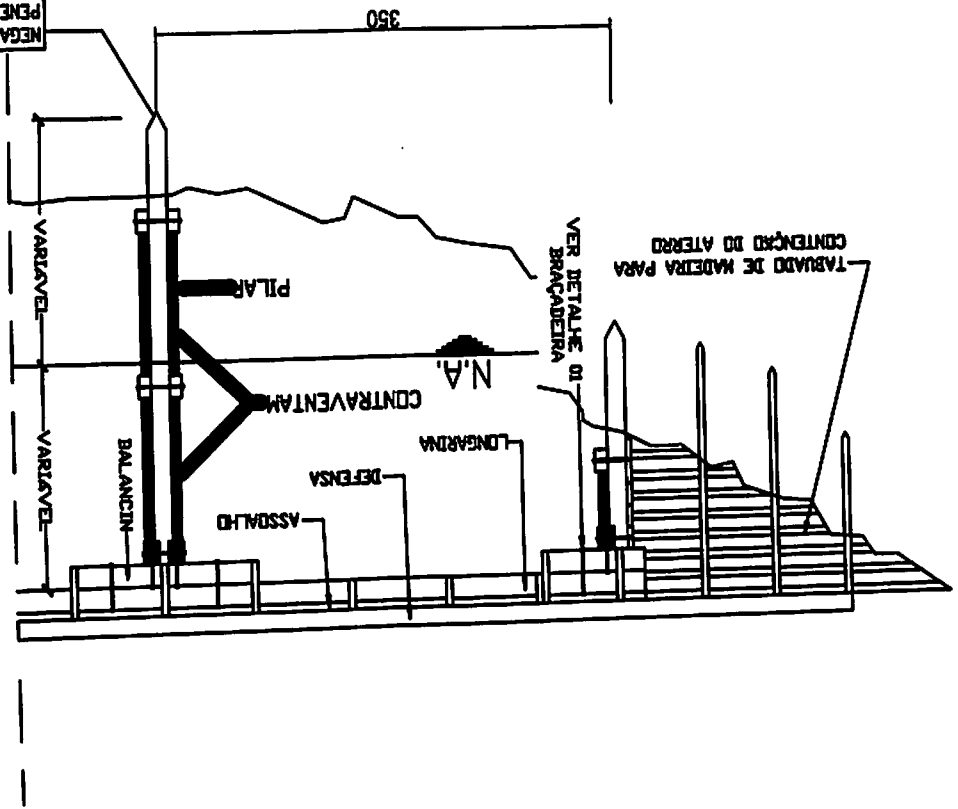 DEFENSA
ASSOALHO
LONGARINA
BALANCIN
VARIÁVEL
CONTRAVENTAM
N.A.
VER DETALHE 01
BRAÇADEIRA
PILAR
VARIÁVEL
TABUADO DE MADEIRA PARA
CONTENÇÃO DO ATERRO
NEGA
PENE
350